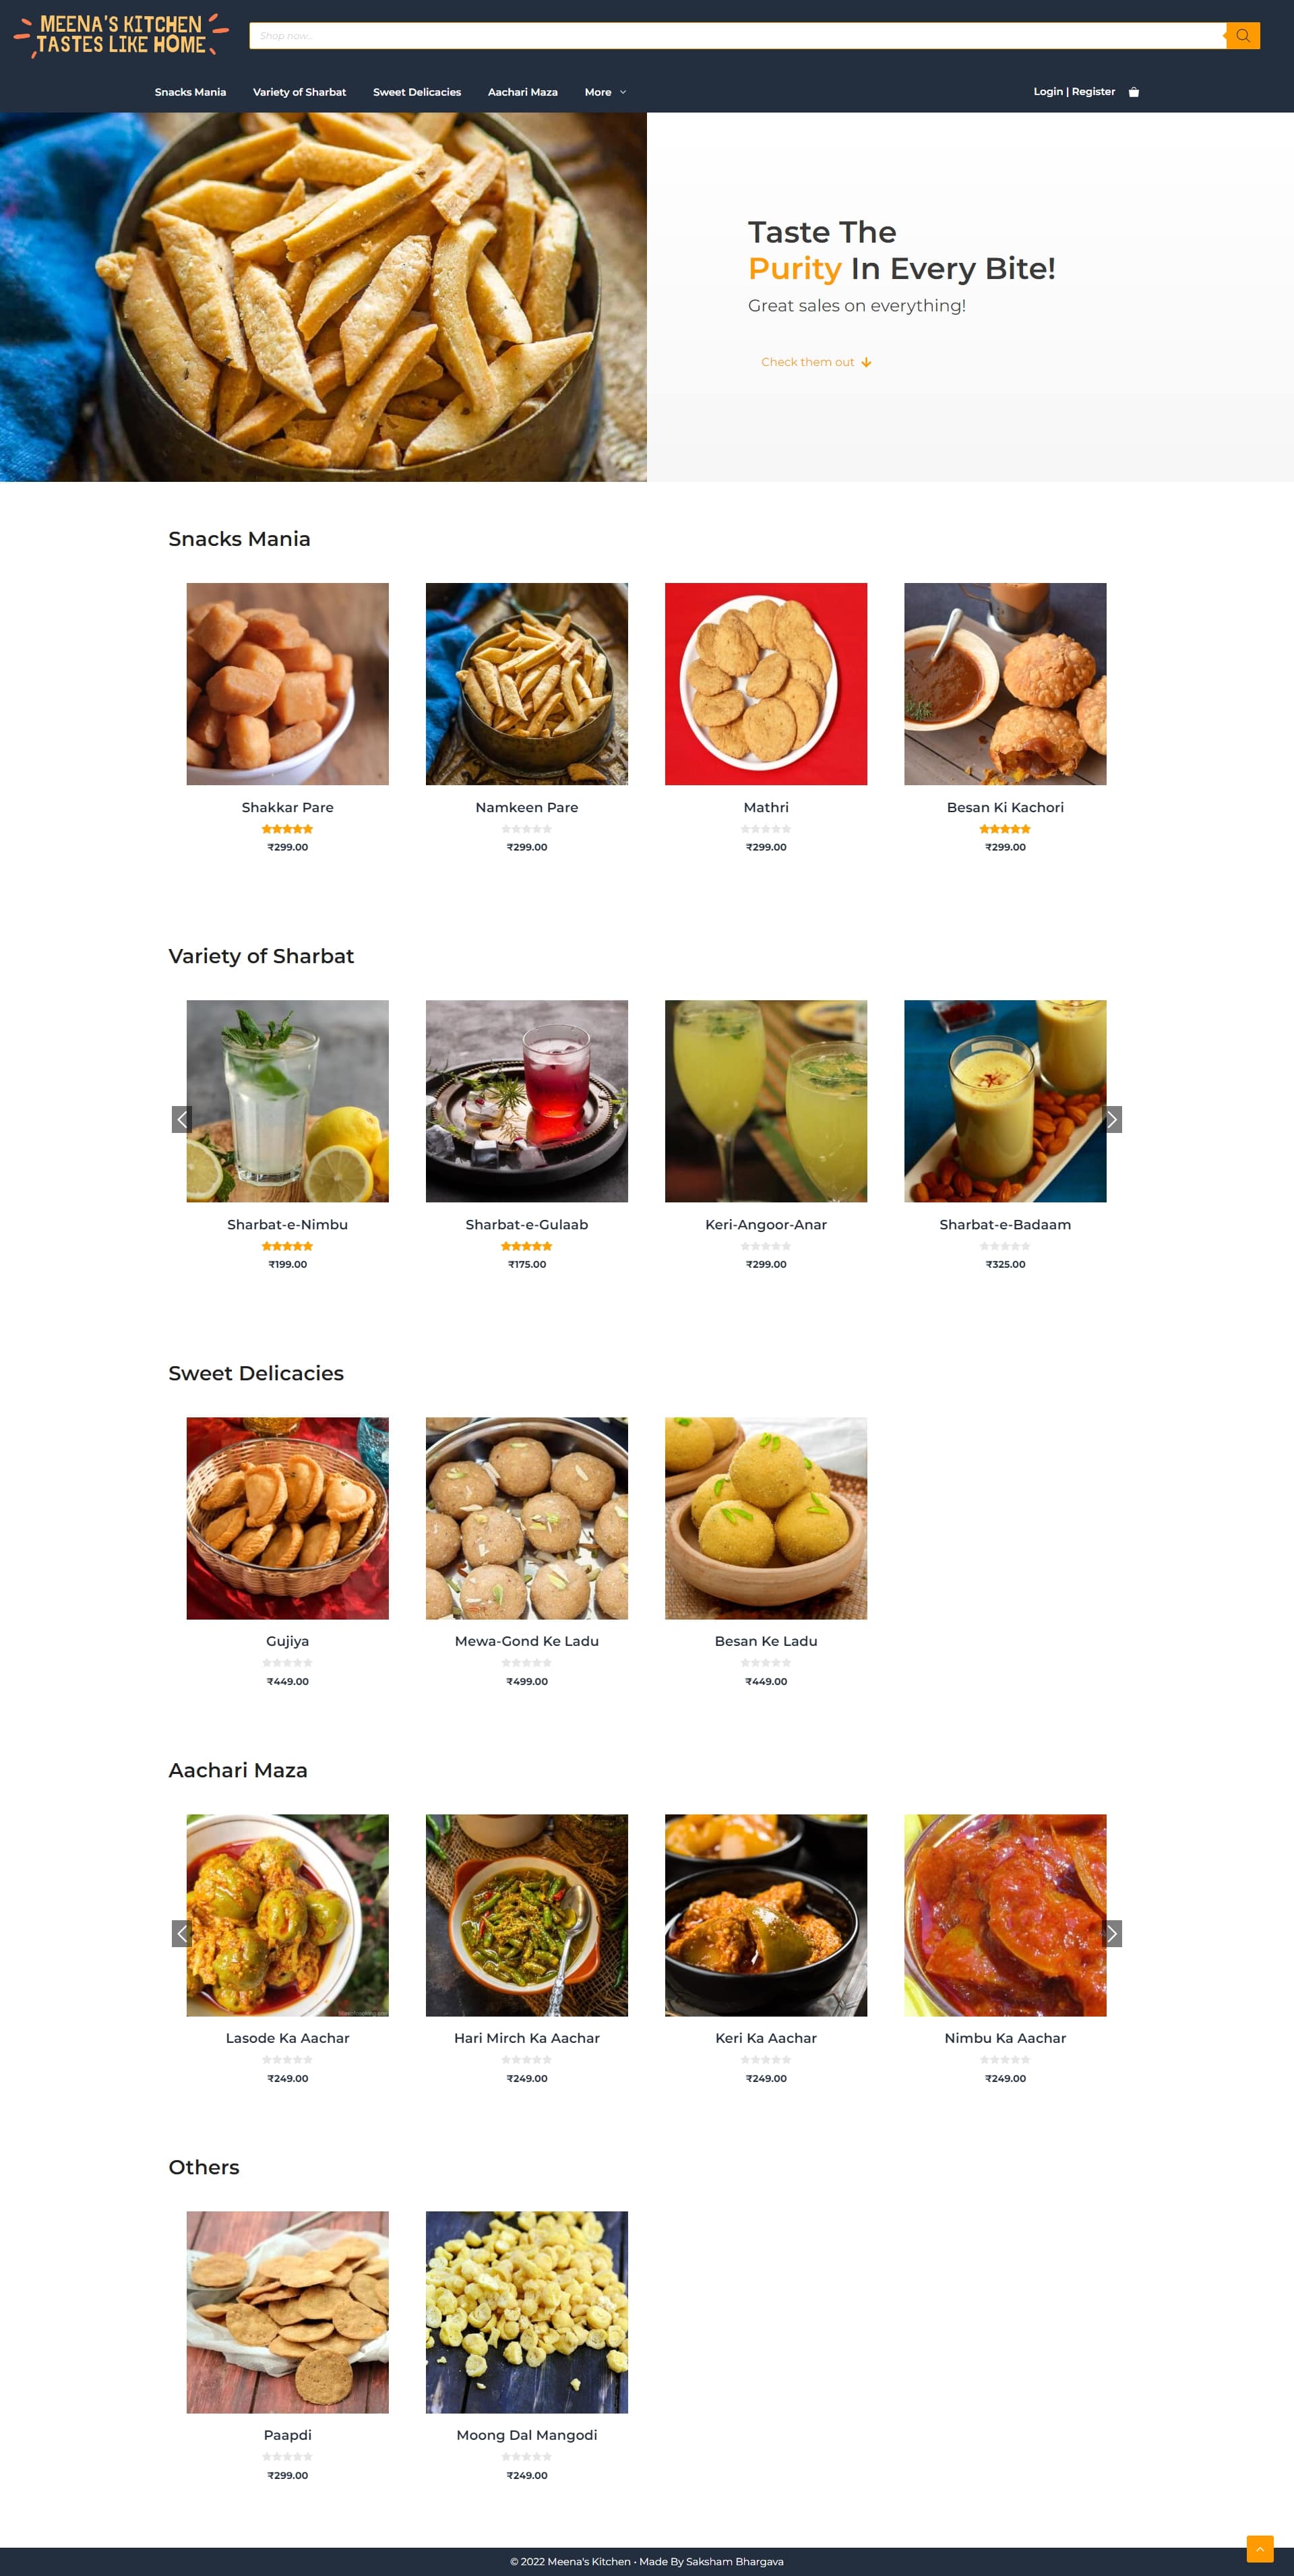 MEENA'S KITCHEN
TASTES LIKE HOME
Shop now...
Snacks Mania
Variety of Sharbat
Sweet Delicacies
Aachari Maza
More
Login | Register
Taste The
Purity In Every Bite!
Great sales on everything!
Check them out
Snacks Mania
Shakkar Pare
Namkeen Pare
Mathri
Besan Ki Kachori
₹299.00
₹299.00
₹299.00
₹299.00
Variety of Sharbat
Sharbat-e-Nimbu
Sharbat-e-Gulaab
Keri-Angoor-Anar
Sharbat-e-Badaam
₹199.00
₹175.00
₹299.00
₹325.00
Sweet Delicacies
Gujiya
Mewa-Gond Ke Ladu
Besan Ke Ladu
₹449.00
₹499.00
₹449.00
Aachari Maza
Lasode Ka Aachar
Hari Mirch Ka Aachar
Keri Ka Aachar
Nimbu Ka Aachar
₹249.00
₹249.00
₹249.00
₹249.00
Others
Paapdi
Moong Dal Mangodi
₹299.00
₹249.00
© 2022 Meena's Kitchen • Made By Saksham Bhargava